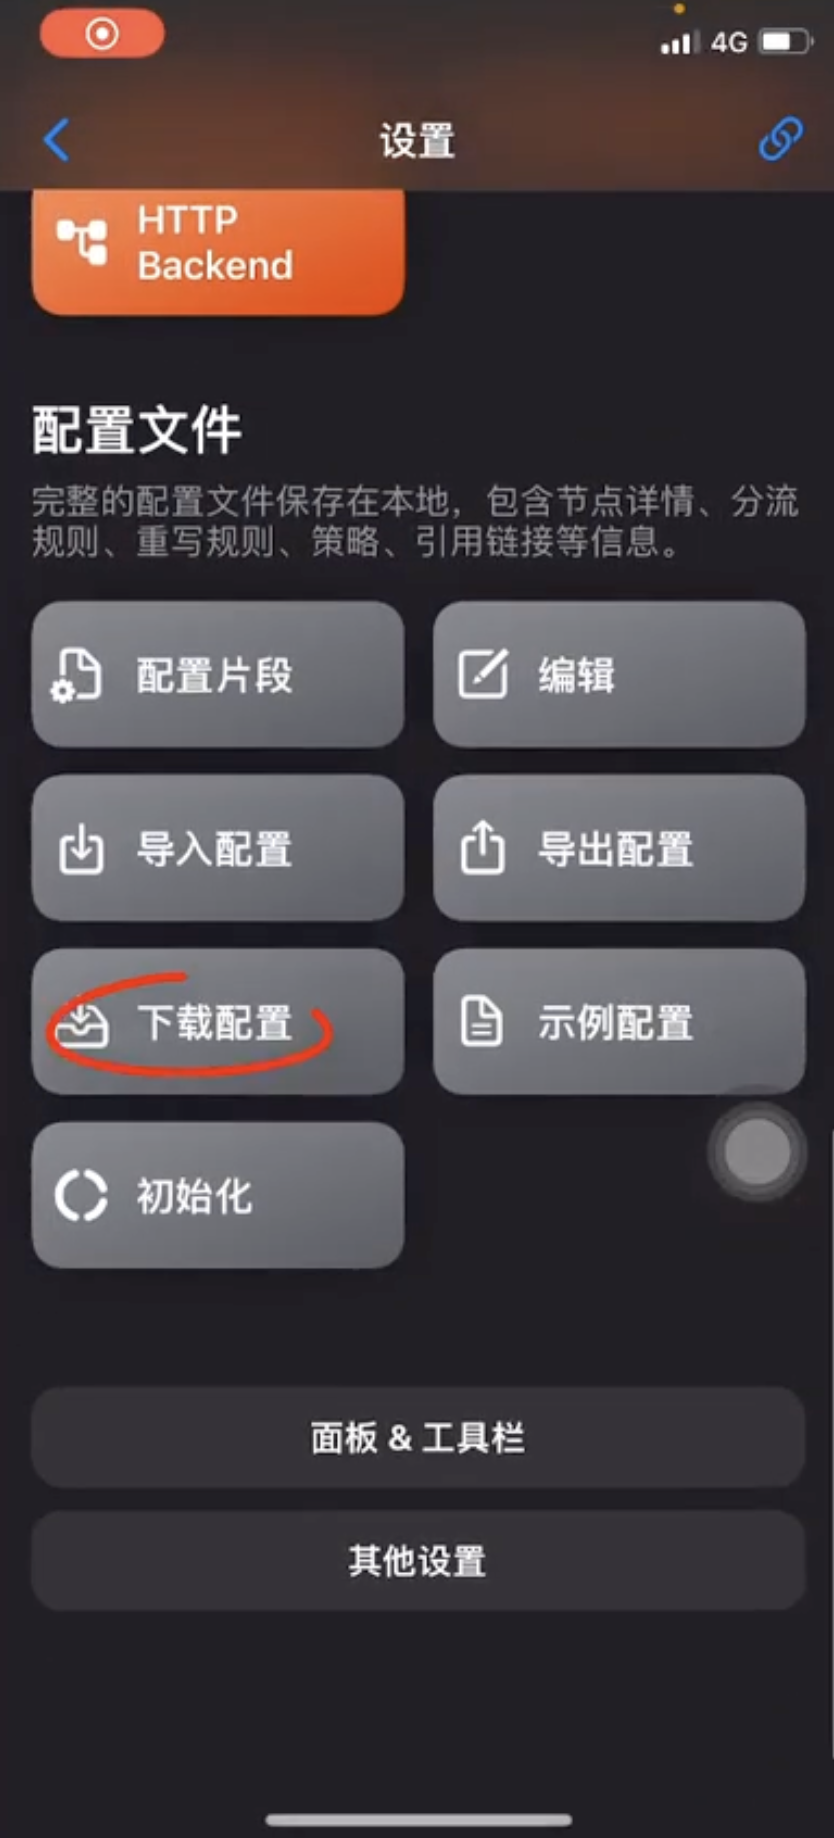 4G
设置
HTTP
Backend
配置文件
完整的配置文件保存在本地，包含节点详情、分流
规则、重写规则、策略、引用链接等信息。
配置片段
编辑
导入配置
导出配置
下载配置
示例配置
初始化
面板 & 工具栏
其他设置